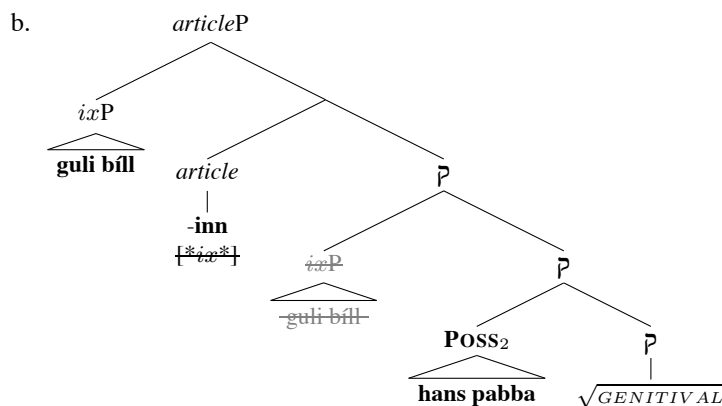 b. articleP
ixP
guli bíll
article
ק
-inn
[*ix*]
ixP
ק
guli bíll
POSS₂
ק
hans pabba
√GENITIVAL